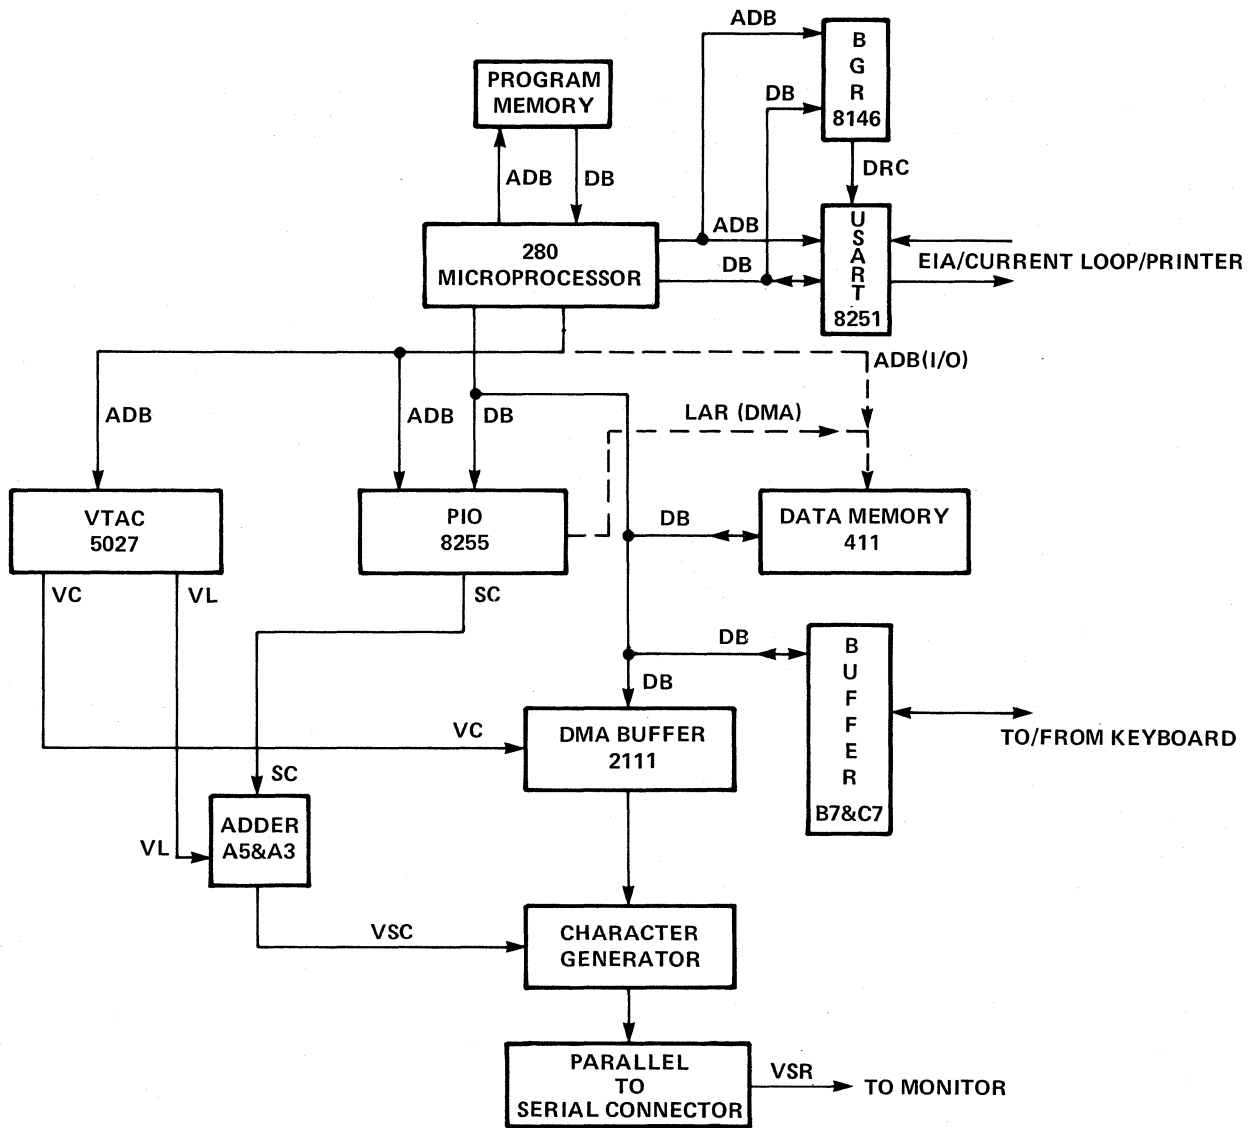 ADB
B
G
R
8146
DB
DRC
PROGRAM
MEMORY
ADB
DB
280
MICROPROCESSOR
ADB
DB
U
S
A
R
T
8251
EIA/CURRENT LOOP/PRINTER
ADB(I/O)
ADB
ADB
DB
LAR (DMA)
VTAC
5027
PIO
8255
DB
DATA MEMORY
411
VC
VL
SC
DB
B
U
F
F
E
R
B7&C7
TO/FROM KEYBOARD
DB
VC
DMA BUFFER
2111
SC
ADDER
A5&A3
VL
VSC
CHARACTER
GENERATOR
PARALLEL
TO
SERIAL CONNECTOR
VSR
TO MONITOR